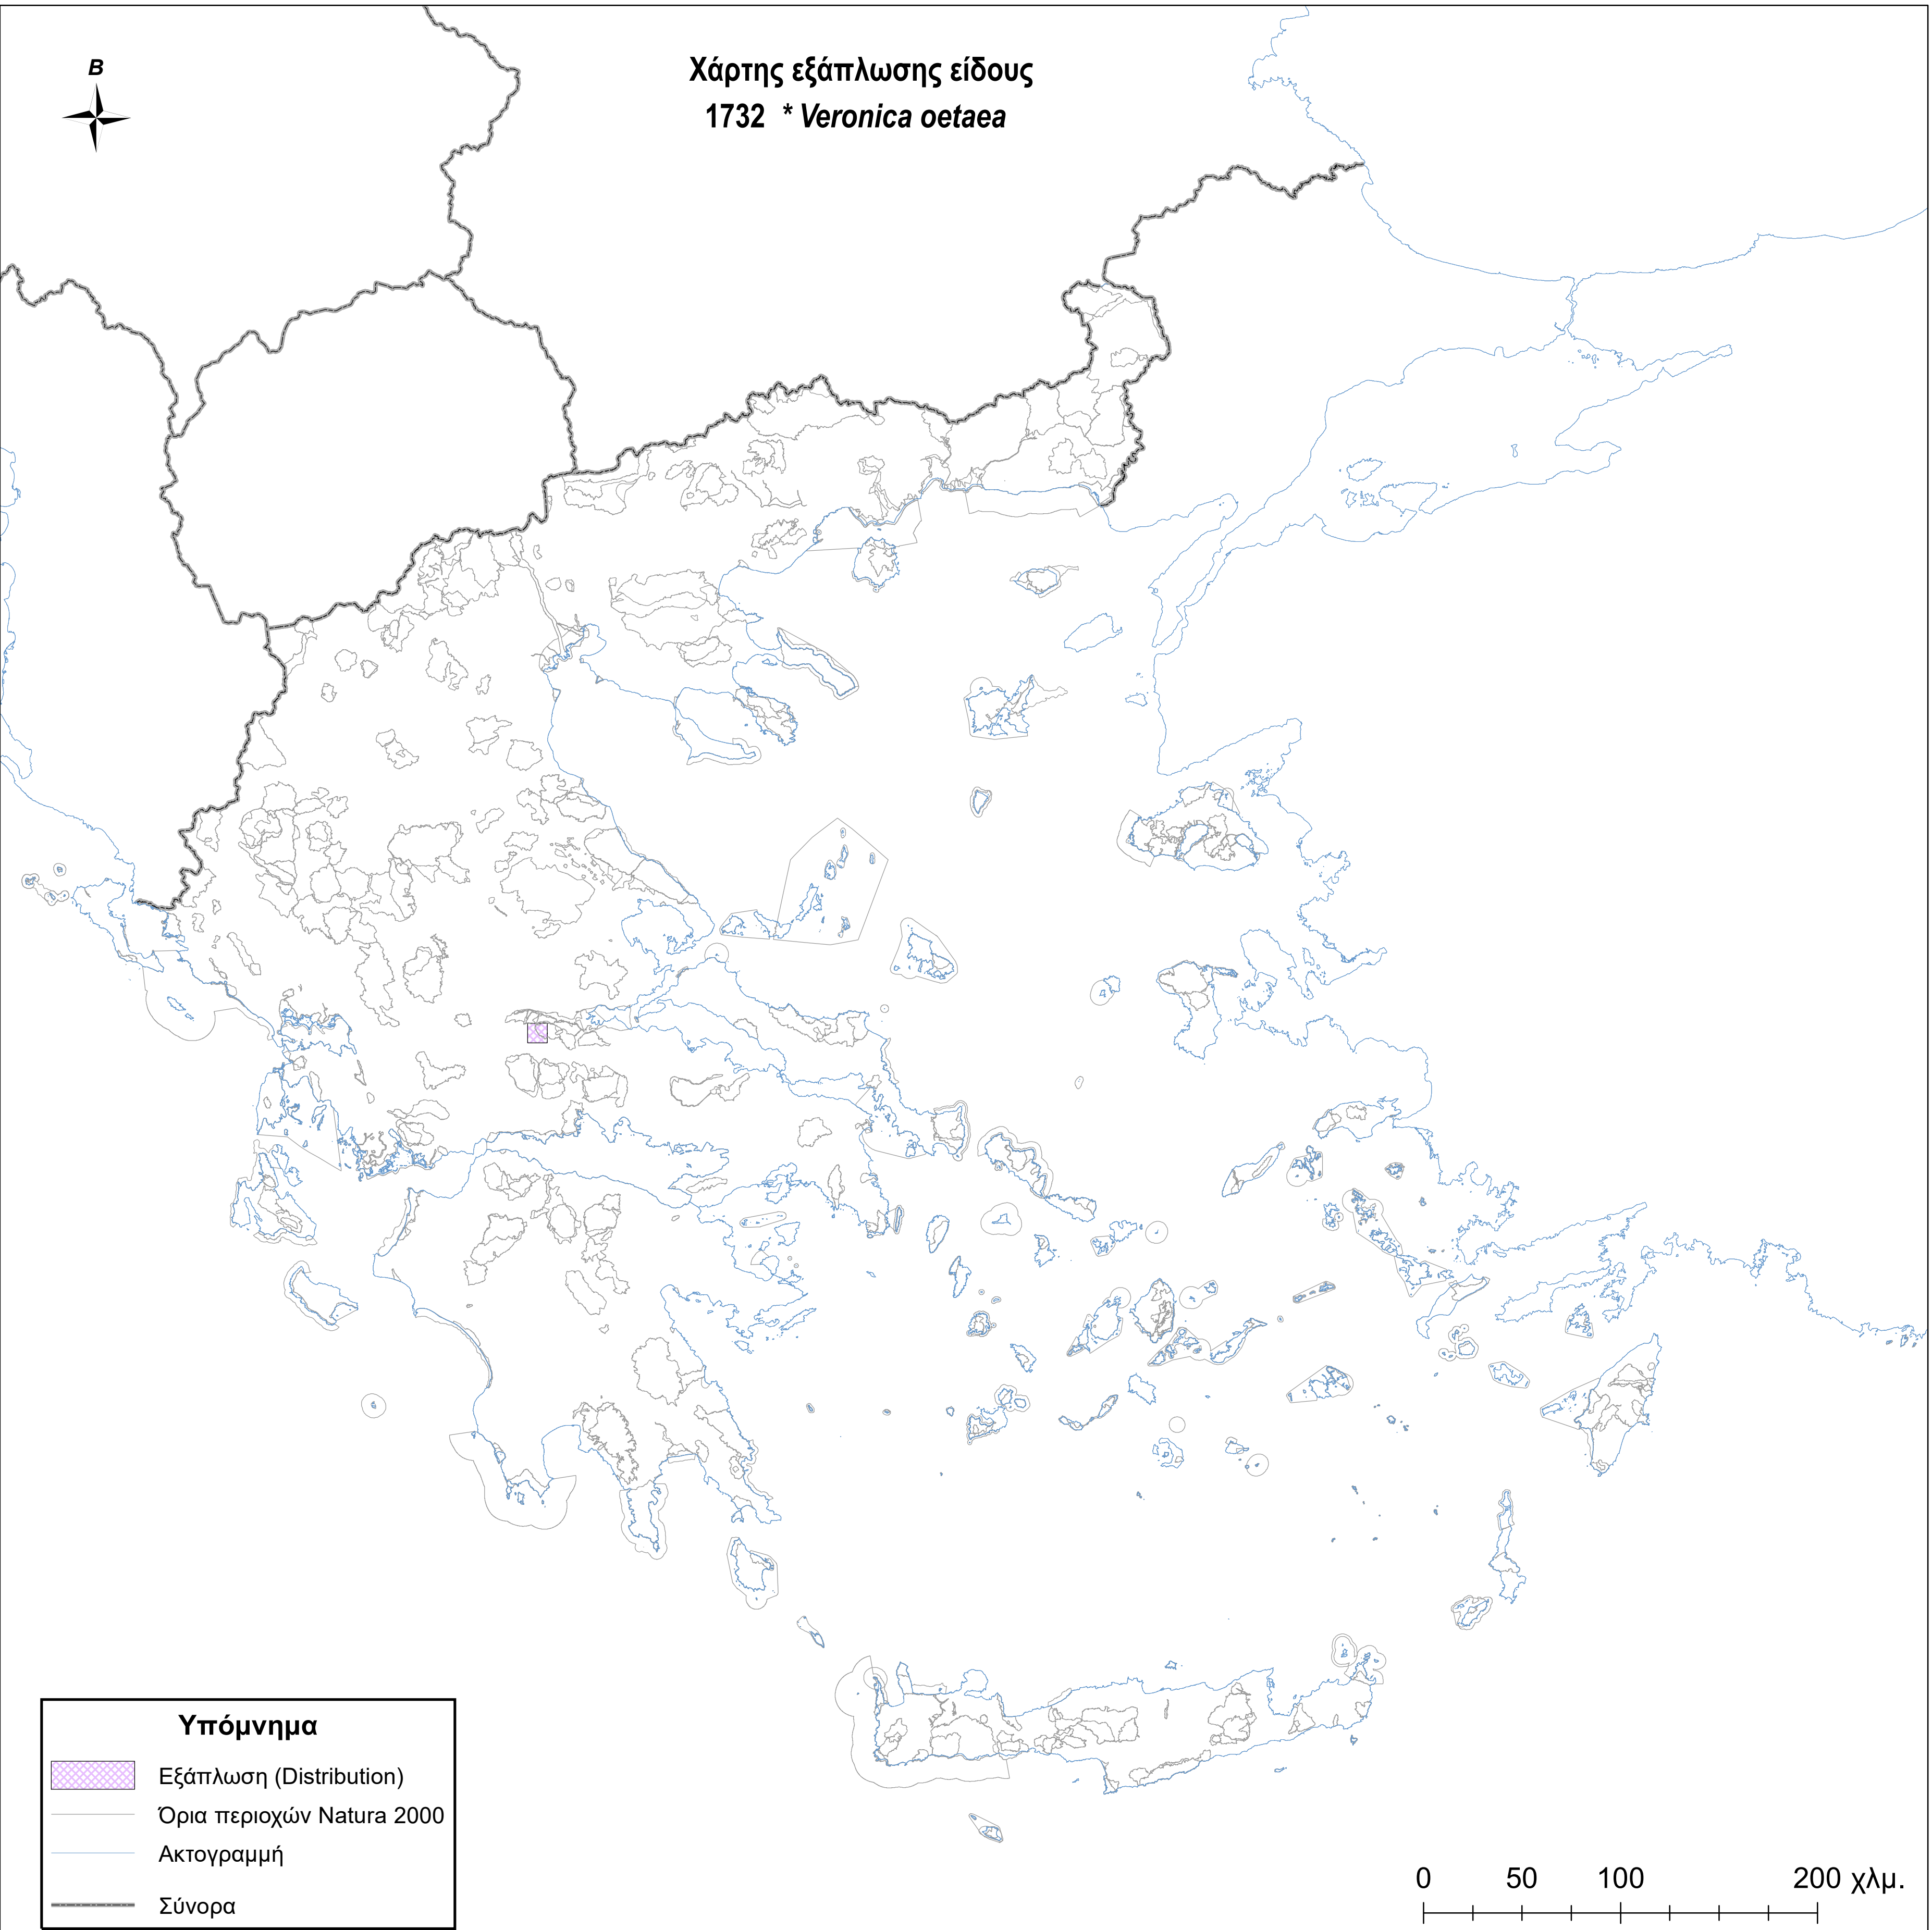 Χάρτης εξάπλωσης είδους
1732 * Veronica oetaea
B
Υπόμνημα
Εξάπλωση (Distribution)
Όρια περιοχών Natura 2000
Ακτογραμμή
Σύνορα
0 50 100 200 χλμ.